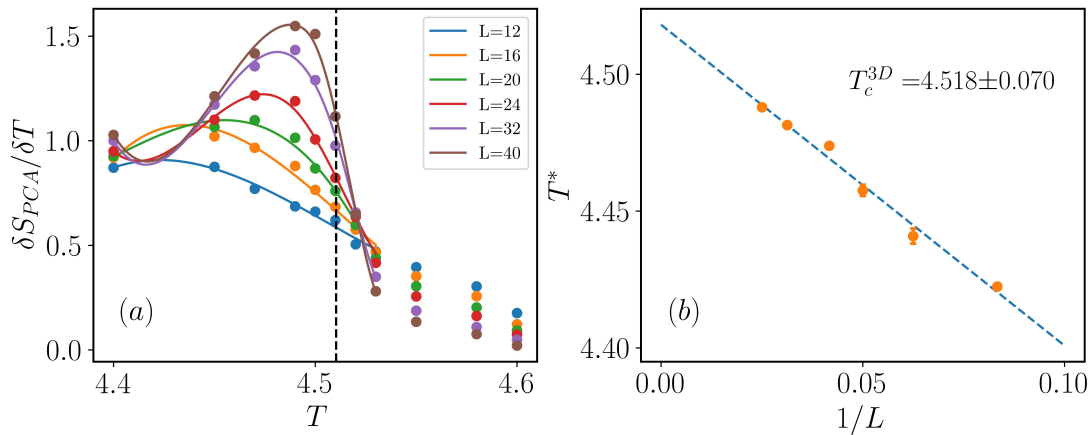 δS_{PCA}/δT
1.5
1.0
0.5
0.0
4.4
4.5
4.6
T
(a)
L=12
L=16
L=20
L=24
L=32
L=40
T*
4.50
4.45
4.40
0.00
0.05
0.10
1/L
(b)
T_c^{3D} =4.518±0.070